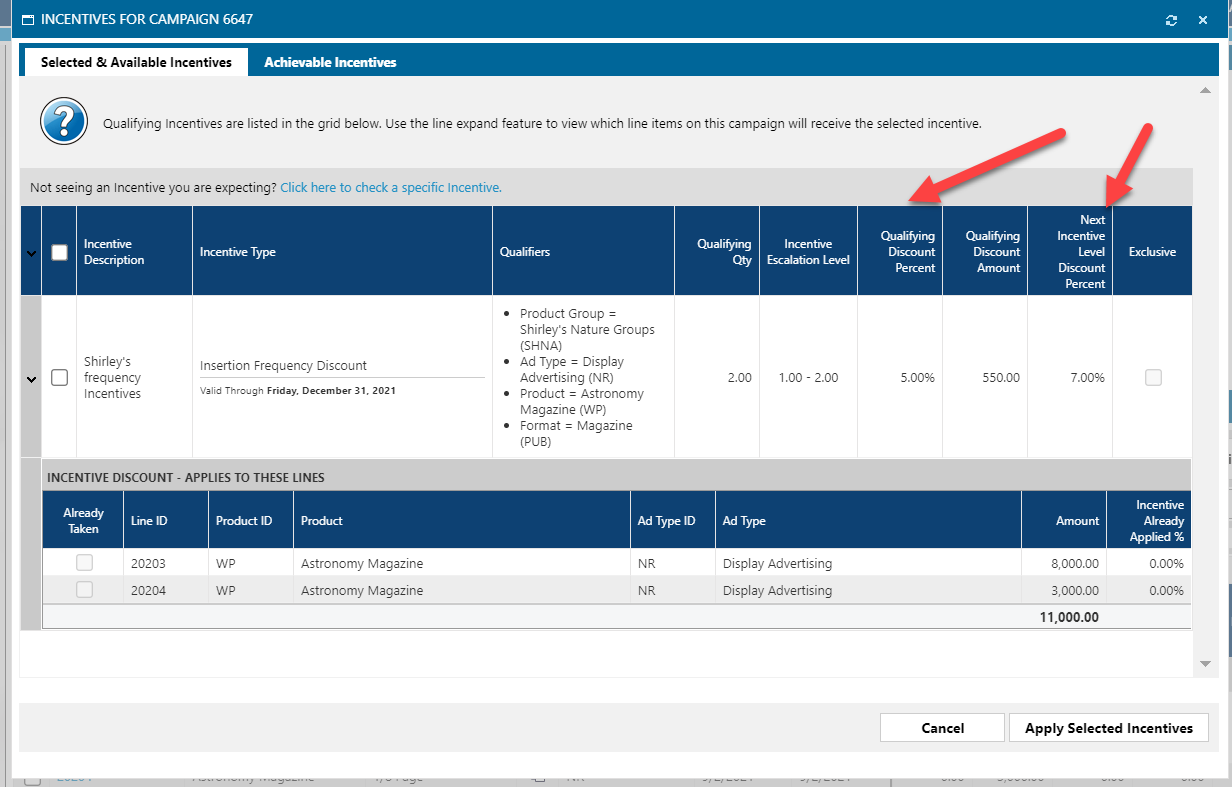 INCENTIVES FOR CAMPAIGN 6647
Selected & Available Incentives
Achievable Incentives
Qualifying Incentives are listed in the grid below. Use the line expand feature to view which line items on this campaign will receive the selected incentive.
Not seeing an Incentive you are expecting? Click here to check a specific Incentive.
Incentive
Description
Incentive Type
Qualifiers
Qualifying
Qty
Incentive
Escalation Level
Qualifying
Discount
Percent
Qualifying
Discount
Amount
Next
Incentive
Level
Discount
Percent
Exclusive
Shirley's
frequency
Incentives
Insertion Frequency Discount
Valid Through Friday, December 31, 2021
• Product Group =
Shirley's Nature Groups
(SHNA)
• Ad Type = Display
Advertising (NR)
• Product = Astronomy
Magazine (WP)
• Format = Magazine
(PUB)
2.00
1.00 - 2.00
5.00%
550.00
7.00%
INCENTIVE DISCOUNT - APPLIES TO THESE LINES
Already
Taken
Line ID
Product ID
Product
Ad Type ID
Ad Type
Amount
Incentive
Already
Applied %
20203 WP Astronomy Magazine NR Display Advertising 8,000.00 0.00%
20204 WP Astronomy Magazine NR Display Advertising 3,000.00 0.00%
11,000.00
Cancel
Apply Selected Incentives